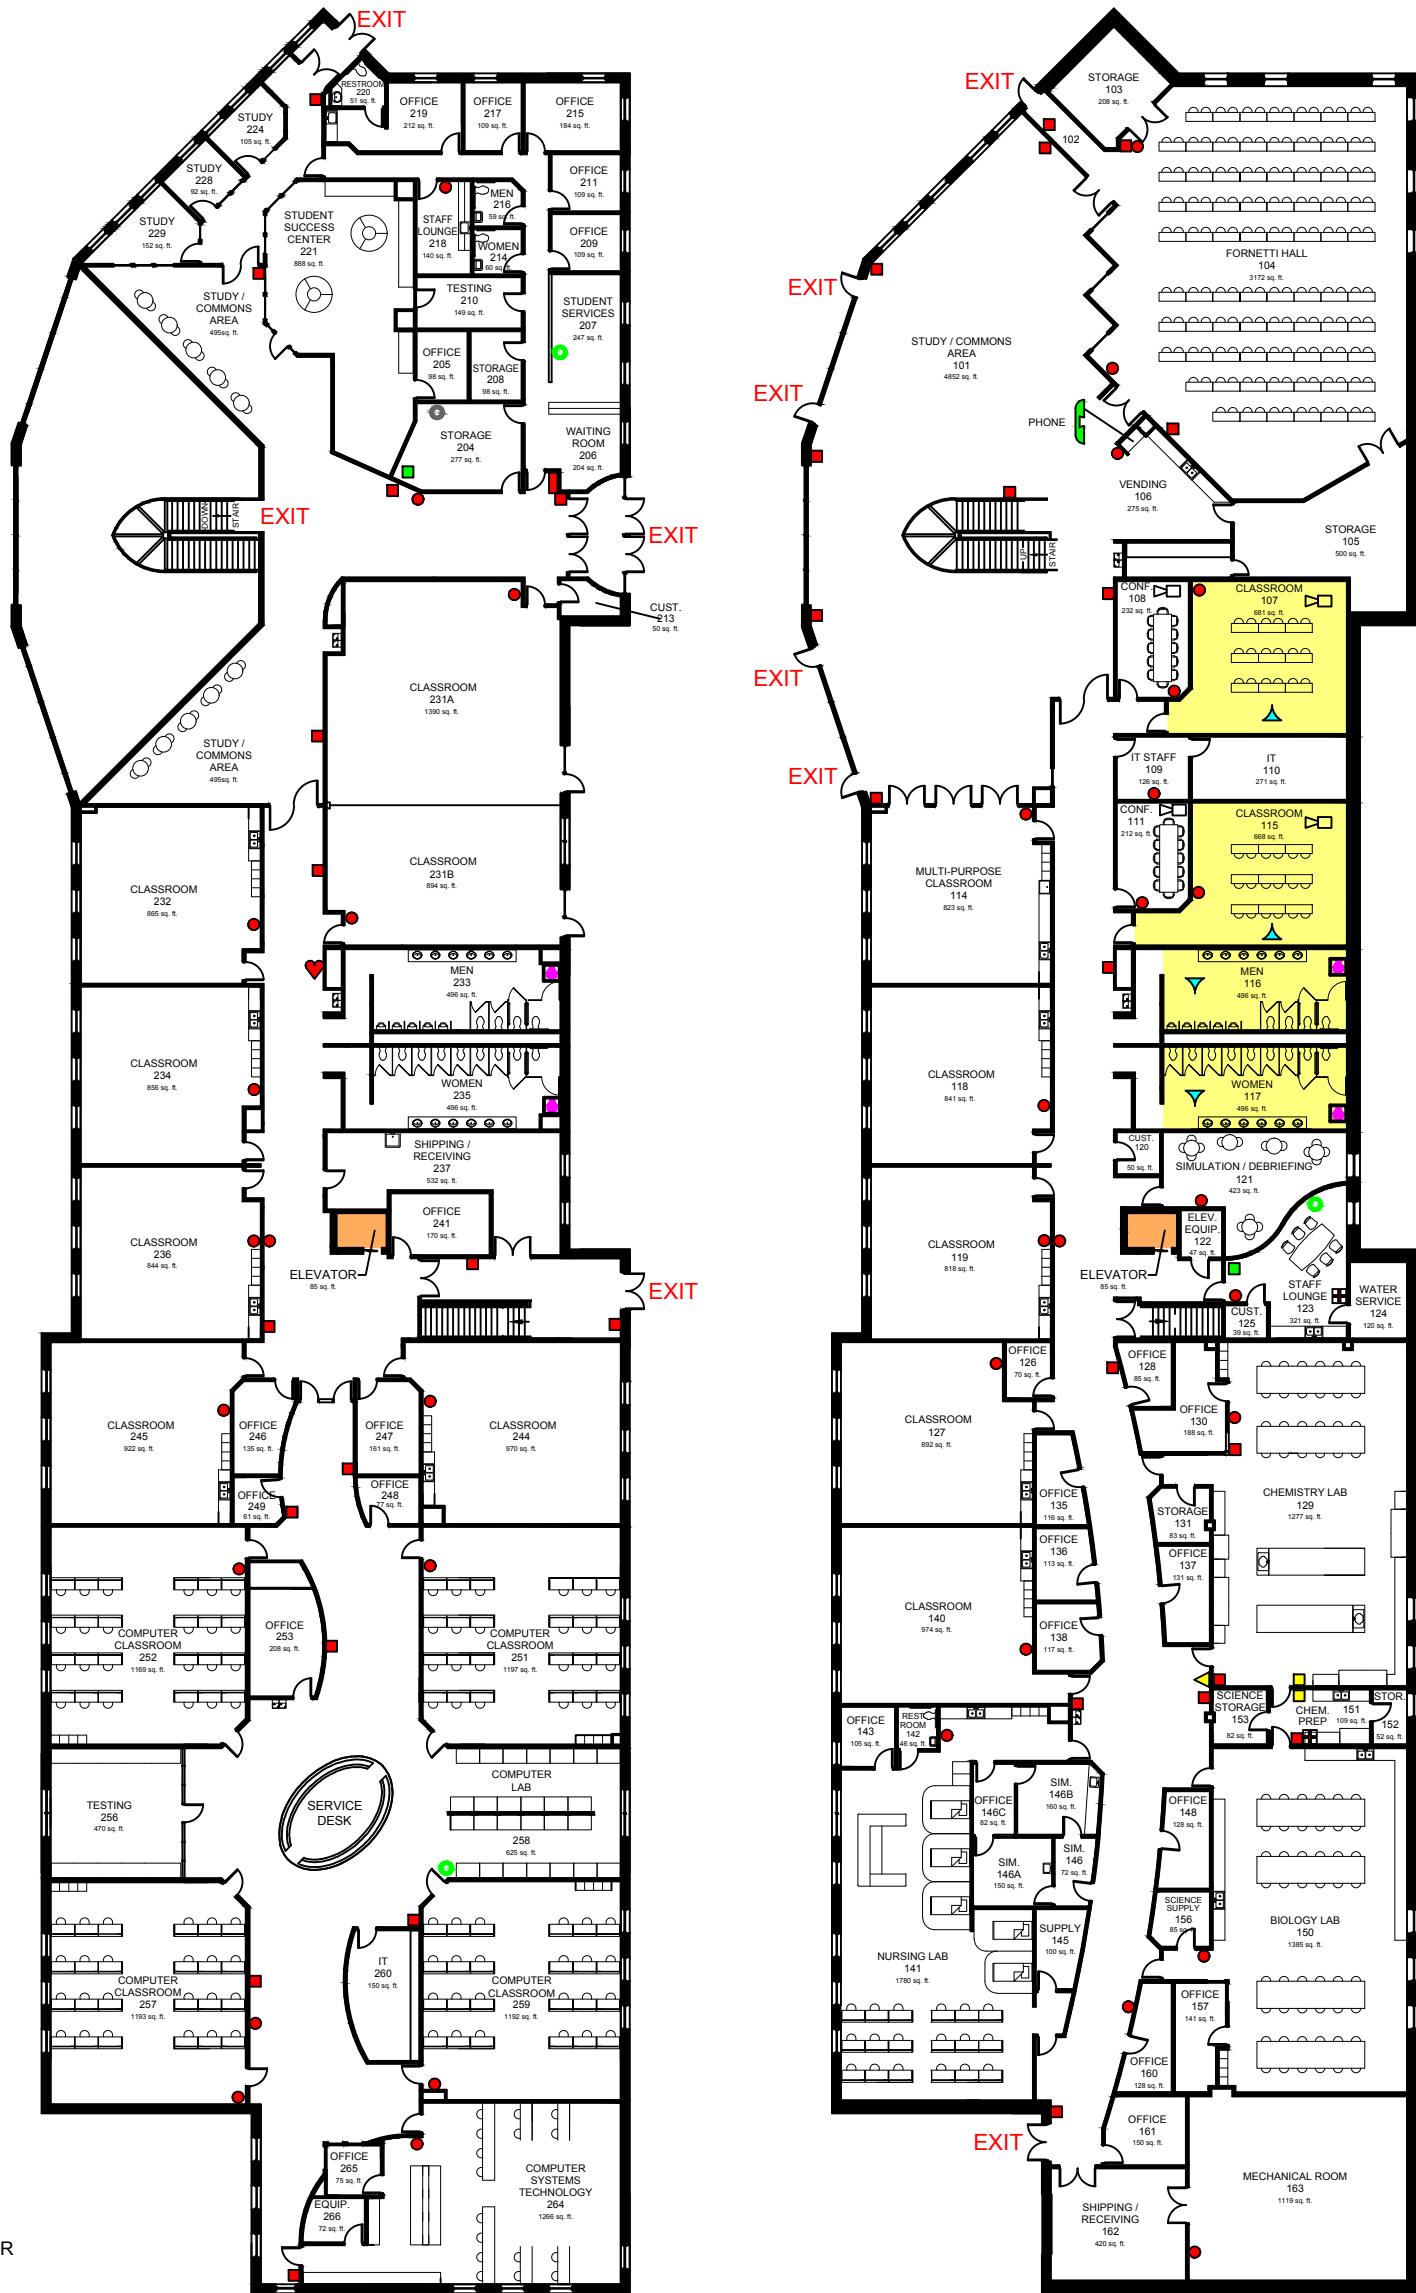 EXIT
RESTROOM
220
51 sq. ft.
OFFICE
219
212 sq. ft.
OFFICE
217
109 sq. ft.
OFFICE
215
184 sq. ft.
STUDY
224
105 sq. ft.
STUDY
228
92 sq. ft.
STUDY
229
152 sq. ft.
STUDENT
SUCCESS
CENTER
221
888 sq. ft.
STAFF
LOUNGE
218
140 sq. ft.
MEN
216
59 sq. ft.
WOMEN
214
60 sq. ft.
OFFICE
211
109 sq. ft.
OFFICE
209
109 sq. ft.
STUDY /
COMMONS
AREA
495sq. ft.
TESTING
210
149 sq. ft.
STUDENT
SERVICES
207
247 sq. ft.
OFFICE
205
98 sq. ft.
STORAGE
208
98 sq. ft.
STORAGE
204
277 sq. ft.
WAITING
ROOM
206
204 sq. ft.
DOWN
STAIR
EXIT
EXIT
CUST.
213
50 sq. ft.
CLASSROOM
231A
1390 sq. ft.
STUDY /
COMMONS
AREA
495sq. ft.
CLASSROOM
231B
894 sq. ft.
CLASSROOM
232
865 sq. ft.
MEN
233
496 sq. ft.
CLASSROOM
234
856 sq. ft.
WOMEN
235
496 sq. ft.
SHIPPING /
RECEIVING
237
532 sq. ft.
OFFICE
241
170 sq. ft.
CLASSROOM
236
844 sq. ft.
ELEVATOR
85 sq. ft.
EXIT
CLASSROOM
245
922 sq. ft.
OFFICE
246
135 sq. ft.
OFFICE
247
161 sq. ft.
CLASSROOM
244
970 sq. ft.
OFFICE
249
61 sq. ft.
OFFICE
248
77 sq. ft.
COMPUTER
CLASSROOM
252
1169 sq. ft.
OFFICE
253
208 sq. ft.
COMPUTER
CLASSROOM
251
1197 sq. ft.
TESTING
256
470 sq. ft.
SERVICE
DESK
COMPUTER
LAB
258
625 sq. ft.
COMPUTER
CLASSROOM
257
1193 sq. ft.
IT
260
150 sq. ft.
COMPUTER
CLASSROOM
259
1192 sq. ft.
OFFICE
265
75 sq. ft.
EQUIP.
266
72 sq. ft.
COMPUTER
SYSTEMS
TECHNOLOGY
264
1266 sq. ft.
R
EXIT
STORAGE
103
208 sq. ft.
102
EXIT
FORNETTI HALL
104
3172 sq. ft.
STUDY / COMMONS
AREA
101
4852 sq. ft.
EXIT
PHONE
VENDING
106
275 sq. ft.
STORAGE
105
500 sq. ft.
UP
STAIR
CONF.
108
232 sq. ft.
CLASSROOM
107
681 sq. ft.
EXIT
EXIT
IT STAFF
109
126 sq. ft.
IT
110
271 sq. ft.
CONF.
111
212 sq. ft.
CLASSROOM
115
668 sq. ft.
MULTI-PURPOSE
CLASSROOM
114
823 sq. ft.
MEN
116
496 sq. ft.
CLASSROOM
118
841 sq. ft.
WOMEN
117
496 sq. ft.
CUST.
120
50 sq. ft.
SIMULATION / DEBRIEFING
121
423 sq. ft.
CLASSROOM
119
818 sq. ft.
ELEV.
EQUIP.
122
47 sq. ft.
ELEVATOR
85 sq. ft.
STAFF
LOUNGE
123
321 sq. ft.
WATER
SERVICE
124
120 sq. ft.
CUST.
125
39 sq. ft.
OFFICE
126
70 sq. ft.
OFFICE
128
85 sq. ft.
CLASSROOM
127
892 sq. ft.
OFFICE
130
188 sq. ft.
OFFICE
135
116 sq. ft.
STORAGE
131
83 sq. ft.
CHEMISTRY LAB
129
1277 sq. ft.
OFFICE
136
113 sq. ft.
OFFICE
137
131 sq. ft.
CLASSROOM
140
974 sq. ft.
OFFICE
138
117 sq. ft.
SCIENCE
STORAGE
153
82 sq. ft.
CHEM.
PREP
151
109 sq. ft.
STOR.
152
52 sq. ft.
OFFICE
143
105 sq. ft.
REST
ROOM
142
46 sq. ft.
OFFICE
146C
82 sq. ft.
SIM.
146B
160 sq. ft.
SIM.
146A
150 sq. ft.
SIM.
146
72 sq. ft.
OFFICE
148
128 sq. ft.
SCIENCE
SUPPLY
156
85 sq. ft.
BIOLOGY LAB
150
1385 sq. ft.
NURSING LAB
141
1780 sq. ft.
SUPPLY
145
100 sq. ft.
OFFICE
157
141 sq. ft.
OFFICE
160
128 sq. ft.
EXIT
OFFICE
161
150 sq. ft.
SHIPPING /
RECEIVING
162
420 sq. ft.
MECHANICAL ROOM
163
1119 sq. ft.